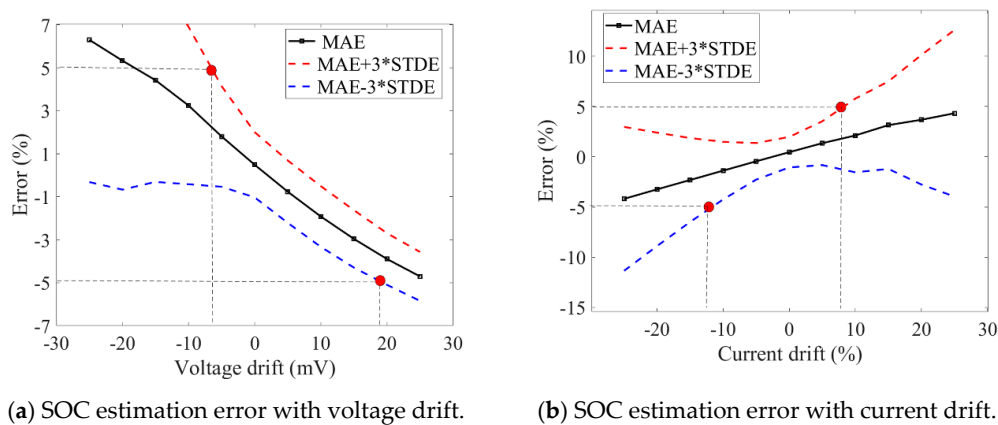 7
5
3
1
-1
-3
-5
-7
Error (%)
MAE
MAE+3*STDE
MAE-3*STDE
-30 -20 -10 0 10 20 30
Voltage drift (mV)
(a) SOC estimation error with voltage drift.
10
5
0
-5
-10
-15
Error (%)
MAE
MAE+3*STDE
MAE-3*STDE
-20 -10 0 10 20 30
Current drift (%)
(b) SOC estimation error with current drift.